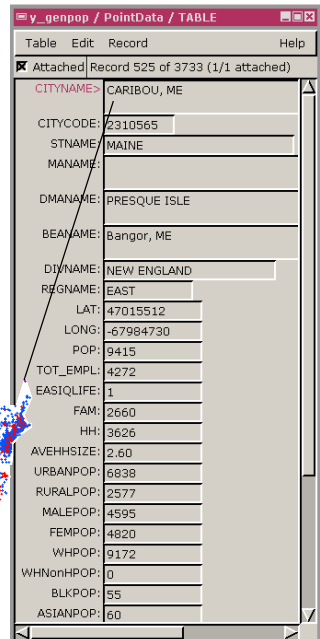 y_genpop / PointData / TABLE
Table Edit Record Help
Attached Record 525 of 3733 (1/1 attached)
CITYNAME> CARIBOU, ME
CITYCODE: 2310565
STNAME: MAINE
MANAME:
DMANAME: PRESQUE ISLE
BEANAME: Bangor, ME
DIVNAME: NEW ENGLAND
REGNAME: EAST
LAT: 47015512
LONG: -67984730
POP: 9415
TOT_EMPL: 4272
EASIQLIFE: 1
FAM: 2660
HH: 3626
AVEHHSIZE: 2.60
URBANPOP: 6838
RURALPOP: 2577
MALEPOP: 4595
FEMPOP: 4820
WHPOP: 9172
WHNonHPOP: 0
BLKPOP: 55
ASIANPOP: 60